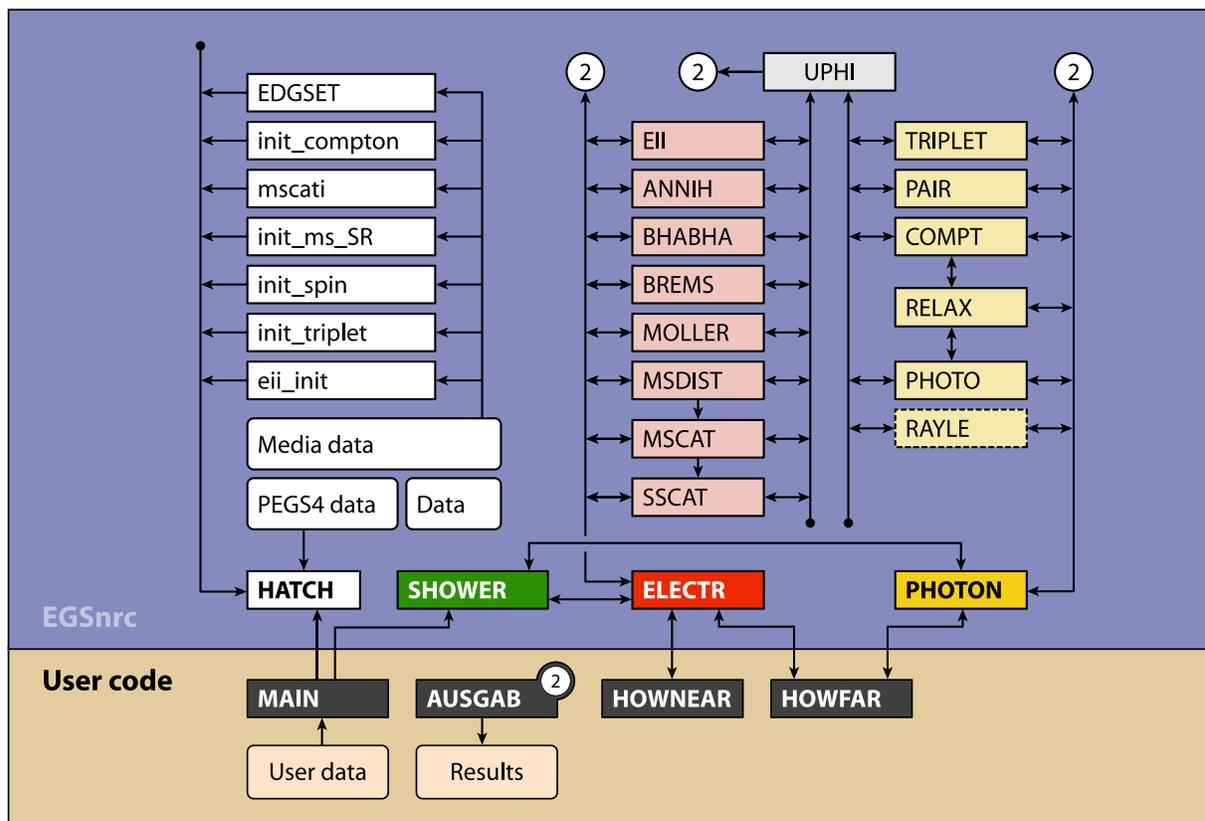 2
2
UPHI
2
EDGSET
init_compton
mscati
init_ms_SR
init_spin
init_triplet
eii_init
Media data
PEGS4 data
Data
EII
ANNIH
BHABHA
BREMS
MOLLER
MSDIST
MSCAT
SSCAT
TRIPLET
PAIR
COMPT
RELAX
PHOTO
RAYLE
HATCH
SHOWER
ELECTR
PHOTON
EGSnrc
User code
MAIN
AUSGAB
2
HOWNEAR
HOWFAR
User data
Results